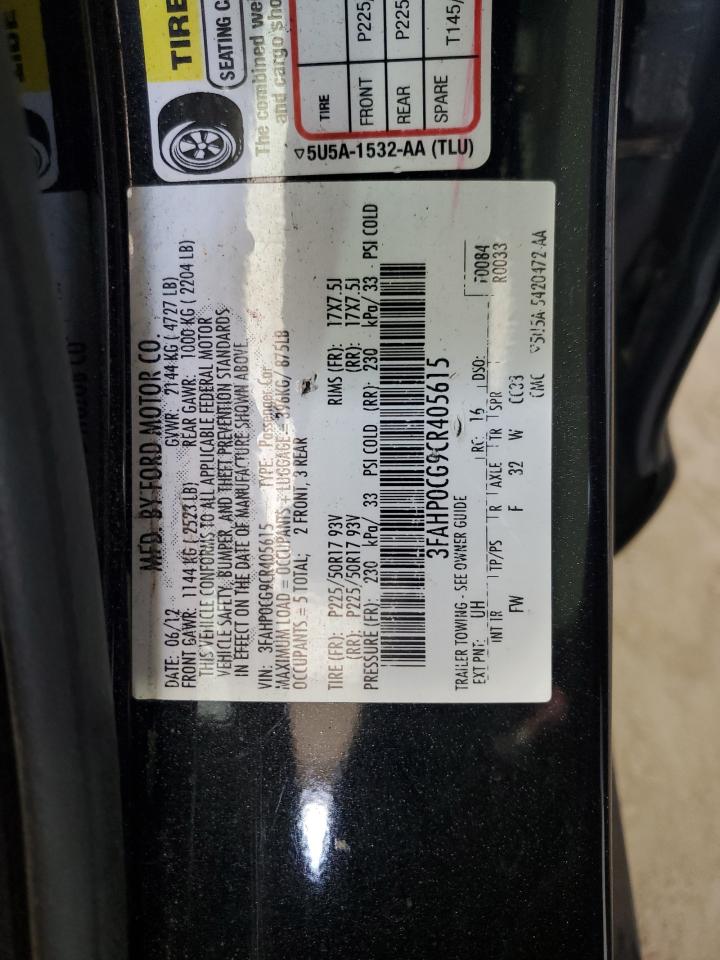 MFD. BY FORD MOTOR CO.
DATE: 06/12 GVWR: 2144 KG ( 4727 LB)
FRONT GAWR: 1144 KG ( 2523 LB) REAR GAWR: 1000 KG ( 2204 LB)
THIS VEHICLE CONFORMS TO ALL APPLICABLE FEDERAL MOTOR
VEHICLE SAFETY, BUMPER, AND THEFT PREVENTION STANDARDS
IN EFFECT ON THE DATE OF MANUFACTURE SHOWN ABOVE
VIN: 3FAHP0CG9CR405615 TYPE: Passenger Car
MAXIMUM LOAD = OCCUPANTS + LUGGAGE = 396KG/ 875LB
OCCUPANTS = 5 TOTAL; 2 FRONT, 3 REAR
TIRE (FR): P225/50R17 93V RIMS (FR): 17X7.5J
(RR): P225/50R17 93V (RR): 17X7.5J
PRESSURE (FR): 230 kPa/ 33 PSI COLD (RR): 230 kPa/ 33 PSI COLD
3FAHP0CG9CR405615
TRAILER TOWING - SEE OWNER GUIDE F0084
EXT PNT: UH RC: 16 DSO: R0033
INT TR TP/PS R AXLE TR SPR
FW F 32 W CC33
CMC ▽5U5A-5420472-AA
TIRE
SEATING
The combined
and cargo
TIRE
FRONT P225
REAR P225
SPARE T145/
▽5U5A-1532-AA (TLU)